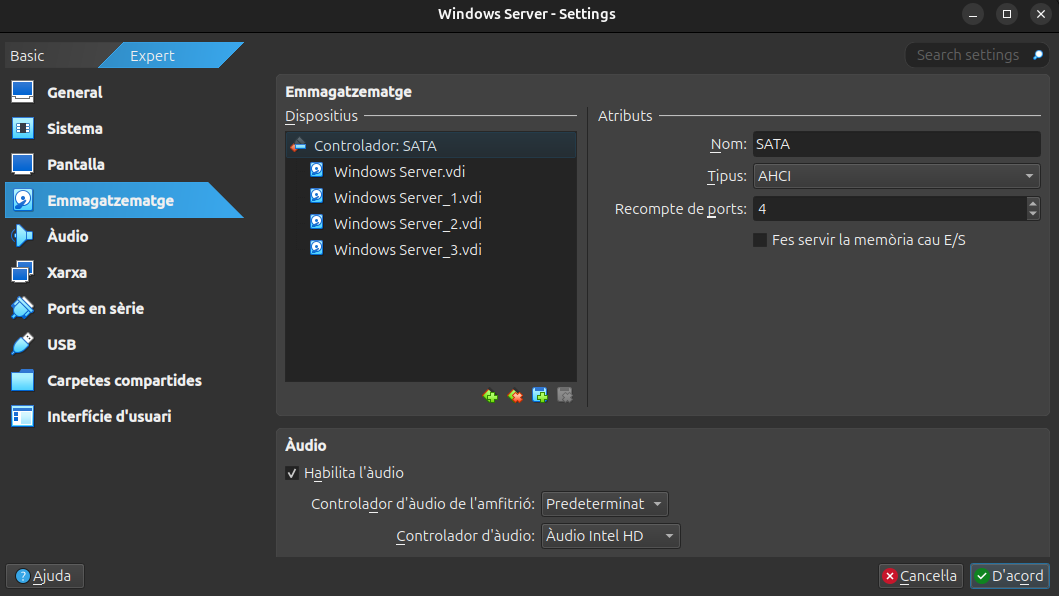 Windows Server - Settings
Basic
Expert
Search settings
General
Sistema
Pantalla
Emmagatzematge
Àudio
Xarxa
Ports en sèrie
USB
Carpetes compartides
Interfície d'usuari
Emmagatzematge
Dispositius
Controlador: SATA
Windows Server.vdi
Windows Server_1.vdi
Windows Server_2.vdi
Windows Server_3.vdi
Atributs
Nom: SATA
Tipus: AHCI
Recompte de ports: 4
Fes servir la memòria cau E/S
Àudio
Habilita l'àudio
Controlador d'àudio de l'amfitrió: Predeterminat
Controlador d'àudio: Àudio Intel HD
Ajuda
Cancella
D'acord